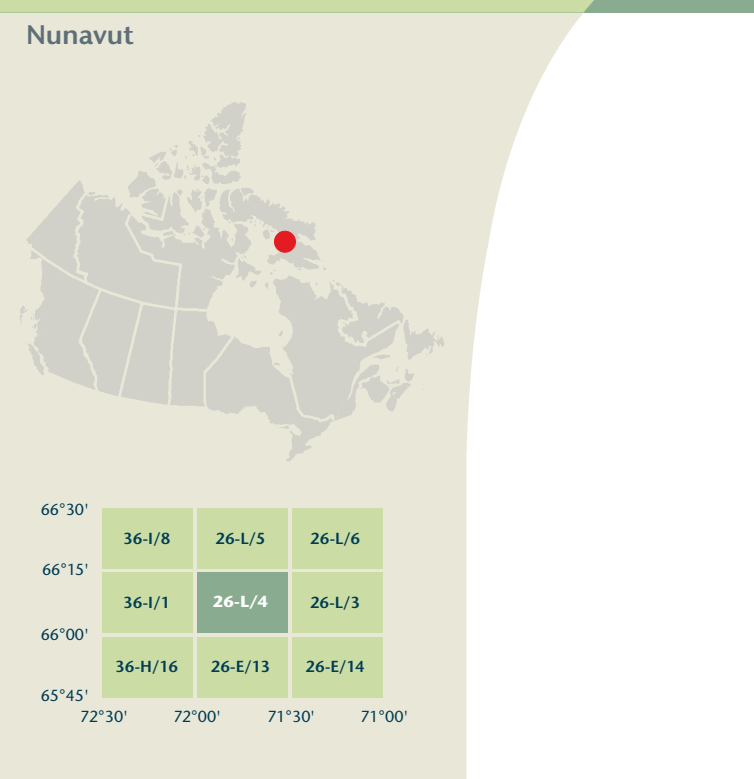 Nunavut
66°30'
36-I/8 26-L/5 26-L/6
66°15'
36-I/1 26-L/4 26-L/3
66°00'
36-H/16 26-E/13 26-E/14
65°45'
72°30' 72°00' 71°30' 71°00'